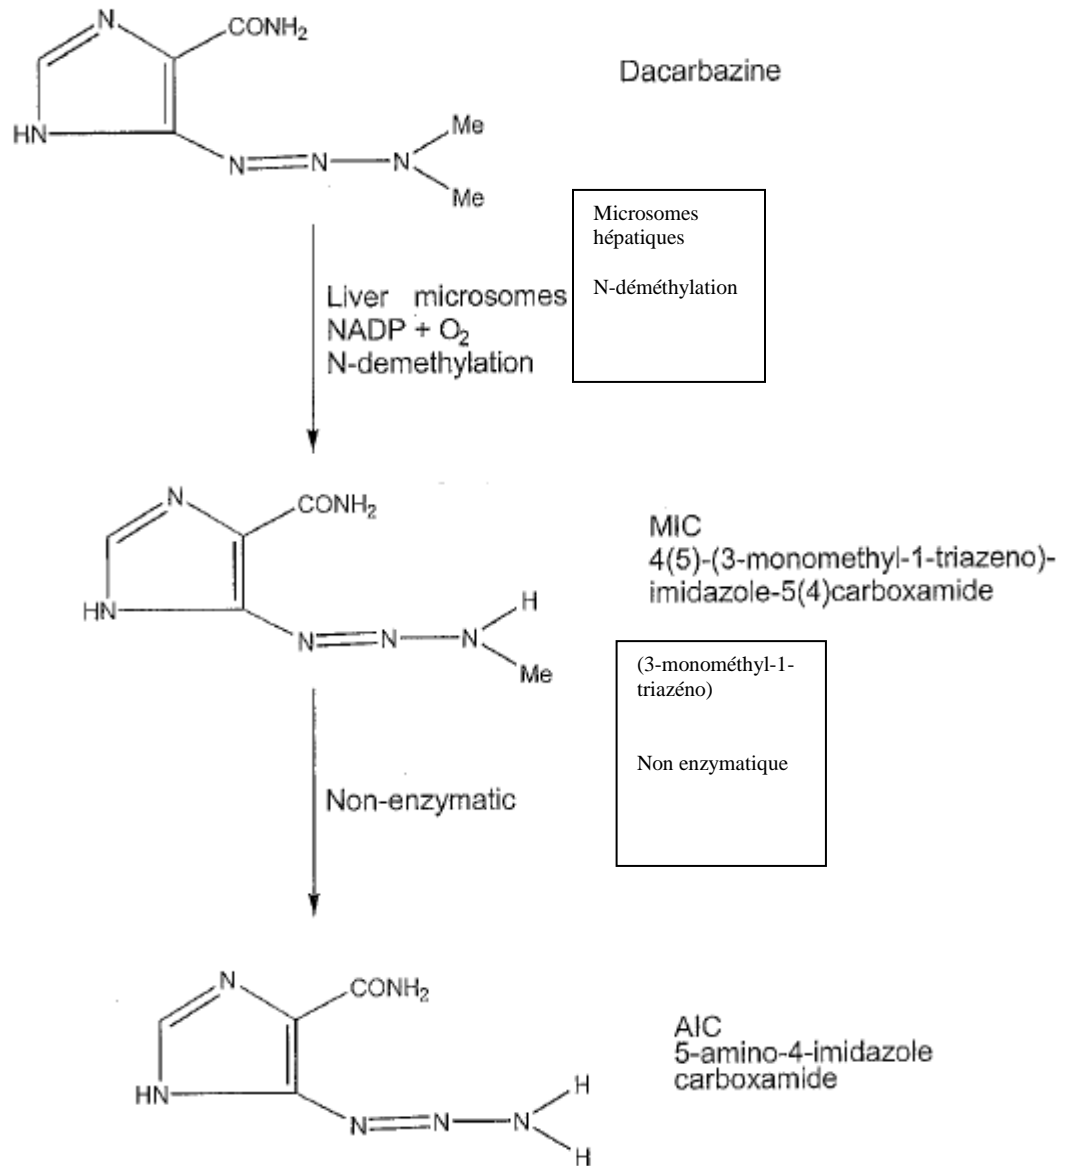 N
CONH₂
HN
N
N
N
Me
Me
Dacarbazine
Microsomes
hépatiques
N-déméthylation
Liver microsomes
NADP + O₂
N-demethylation
N
CONH₂
HN
N
N
N
H
Me
MIC
4(5)-(3-monomethyl-1-triazeno)-
imidazole-5(4)carboxamide
(3-monométhyl-1-
triazéno)
Non enzymatique
Non-enzymatic
N
CONH₂
HN
N
N
N
H
H
AIC
5-amino-4-imidazole
carboxamide